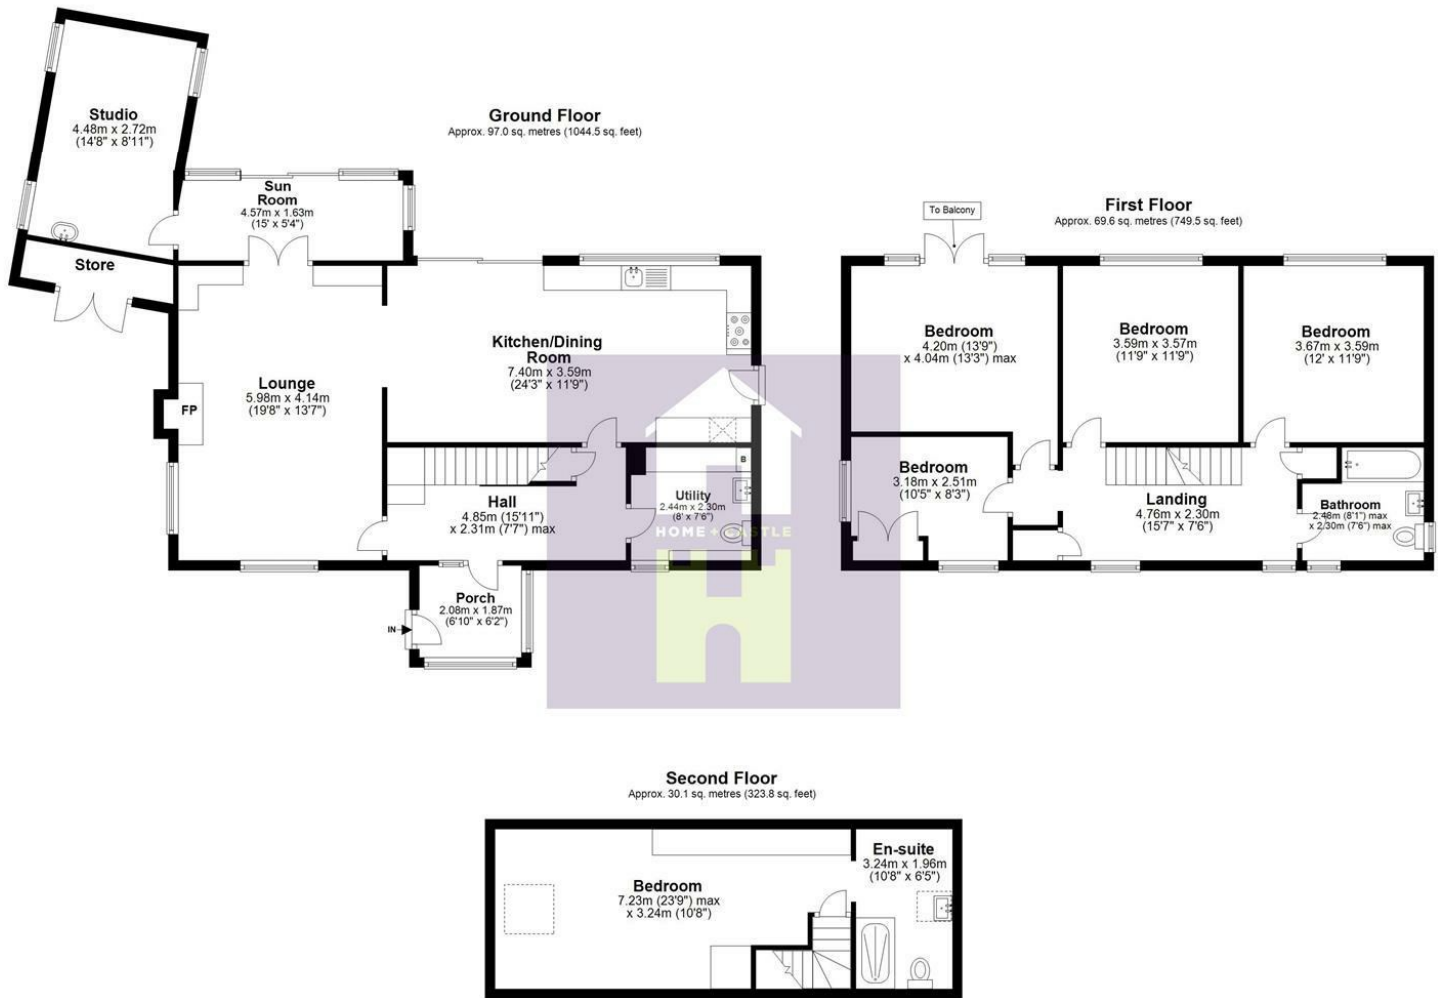 Ground Floor
Approx. 97.0 sq. metres (1044.5 sq. feet)
Studio
4.48m x 2.72m
(14'8" x 8'11")
Sun
Room
4.57m x 1.63m
(15' x 5'4")
Store
Kitchen/Dining
Room
7.40m x 3.59m
(24'3" x 11'9")
Lounge
5.98m x 4.14m
(19'8" x 13'7")
FP
Hall
4.85m (15'11")
x 2.31m (7'7") max
B
Utility
2.44m x 2.30m
(8' x 7'6")
Porch
2.08m x 1.87m
(6'10" x 6'2")
IN
HOME + CASTLE
First Floor
Approx. 69.6 sq. metres (749.5 sq. feet)
To Balcony
Bedroom
4.20m (13'9")
x 4.04m (13'3") max
Bedroom
3.59m x 3.57m
(11'9" x 11'9")
Bedroom
3.67m x 3.59m
(12' x 11'9")
Bedroom
3.18m x 2.51m
(10'5" x 8'3")
Landing
4.76m x 2.30m
(15'7" x 7'6")
Bathroom
2.48m (8'1") max
x 2.30m (7'6") max
Second Floor
Approx. 30.1 sq. metres (323.8 sq. feet)
Bedroom
7.23m (23'9") max
x 3.24m (10'8")
En-suite
3.24m x 1.96m
(10'8" x 6'5")